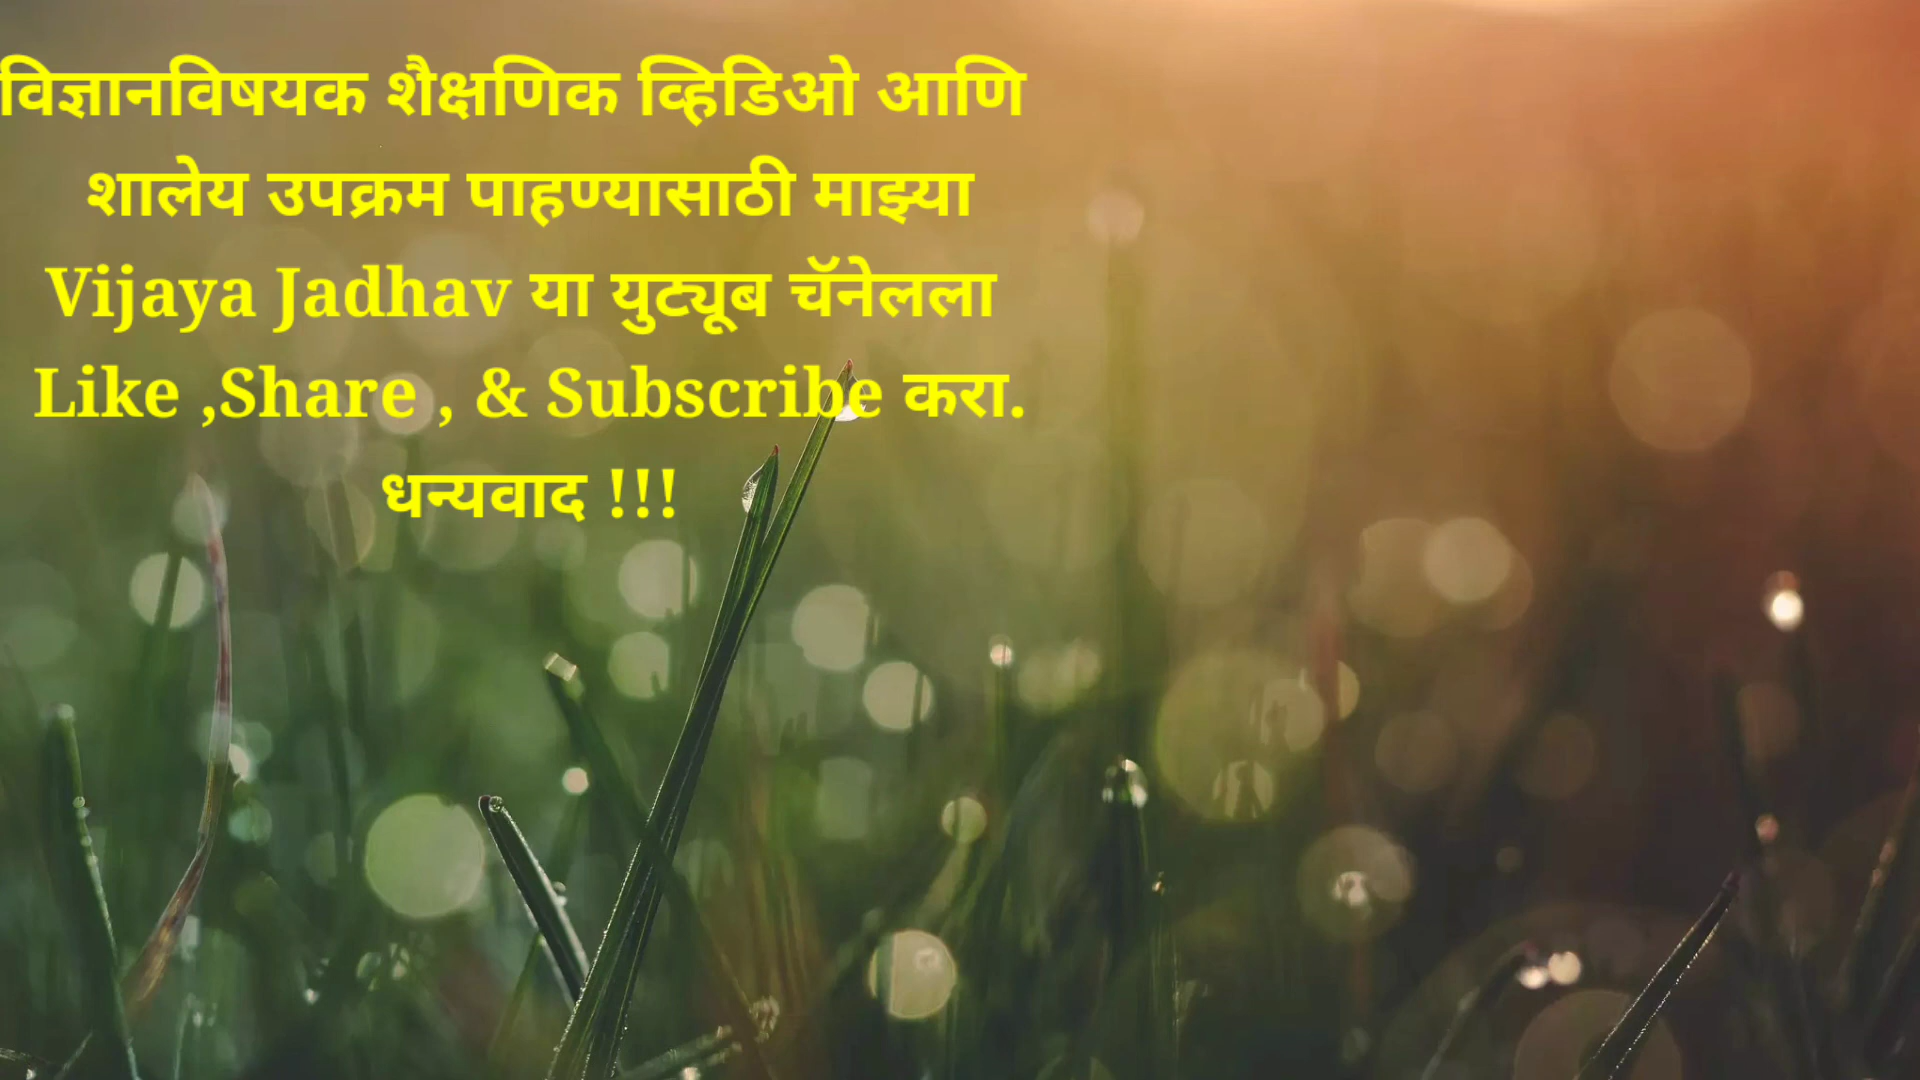 विज्ञानविषयक शैक्षणिक व्हिडिओ आणि
शालेय उपक्रम पाहण्यासाठी माझ्या
Vijaya Jadhav या युट्यूब चॅनेलला
Like ,Share , & Subscribe करा.
धन्यवाद !!!